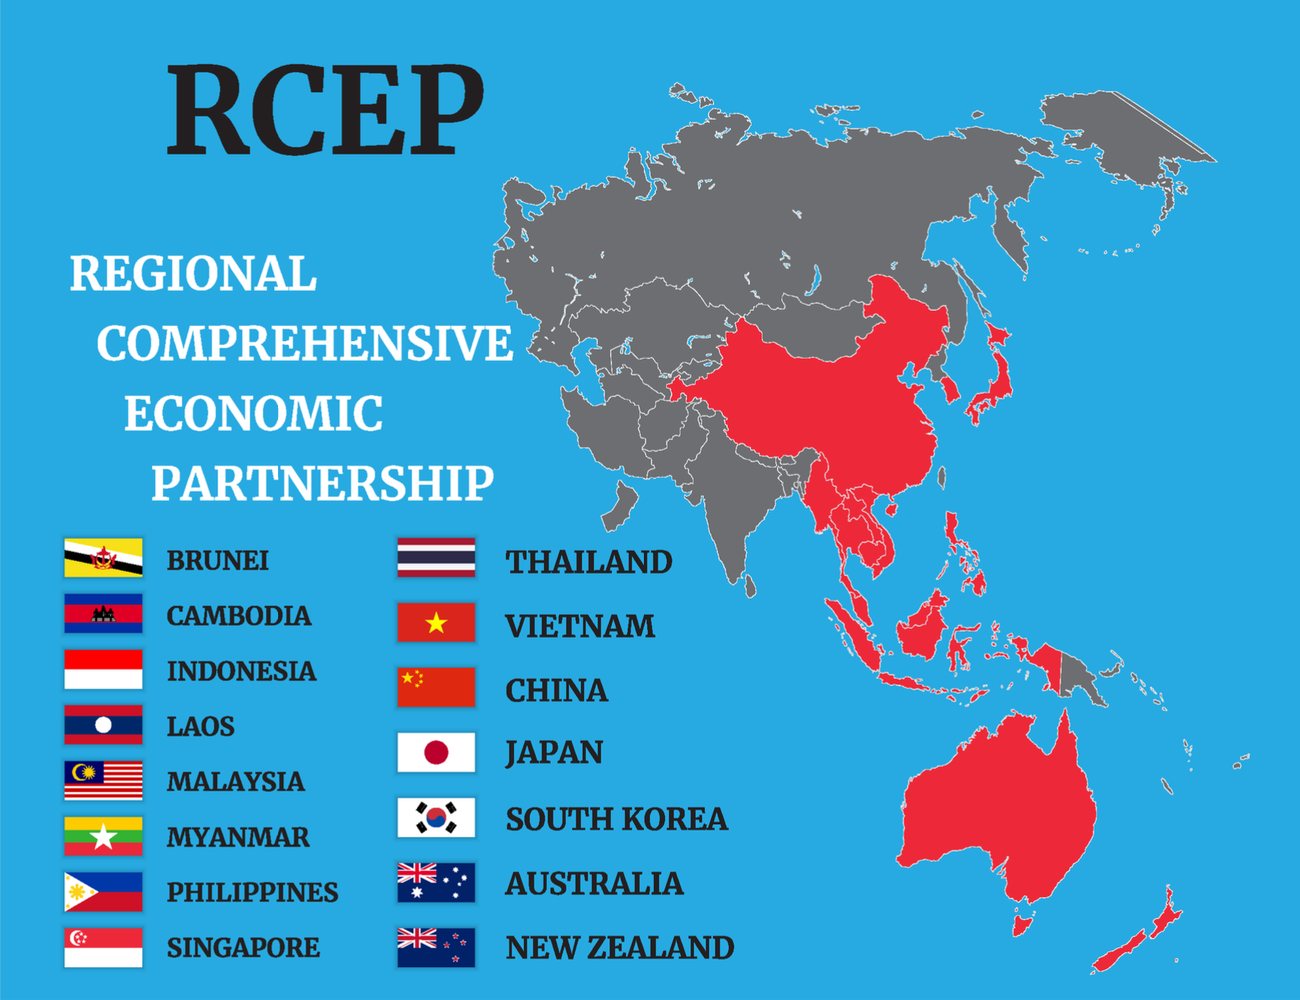 RCEP
REGIONAL
COMPREHENSIVE
ECONOMIC
PARTNERSHIP
BRUNEI
CAMBODIA
INDONESIA
LAOS
MALAYSIA
MYANMAR
PHILIPPINES
SINGAPORE
THAILAND
VIETNAM
CHINA
JAPAN
SOUTH KOREA
AUSTRALIA
NEW ZEALAND